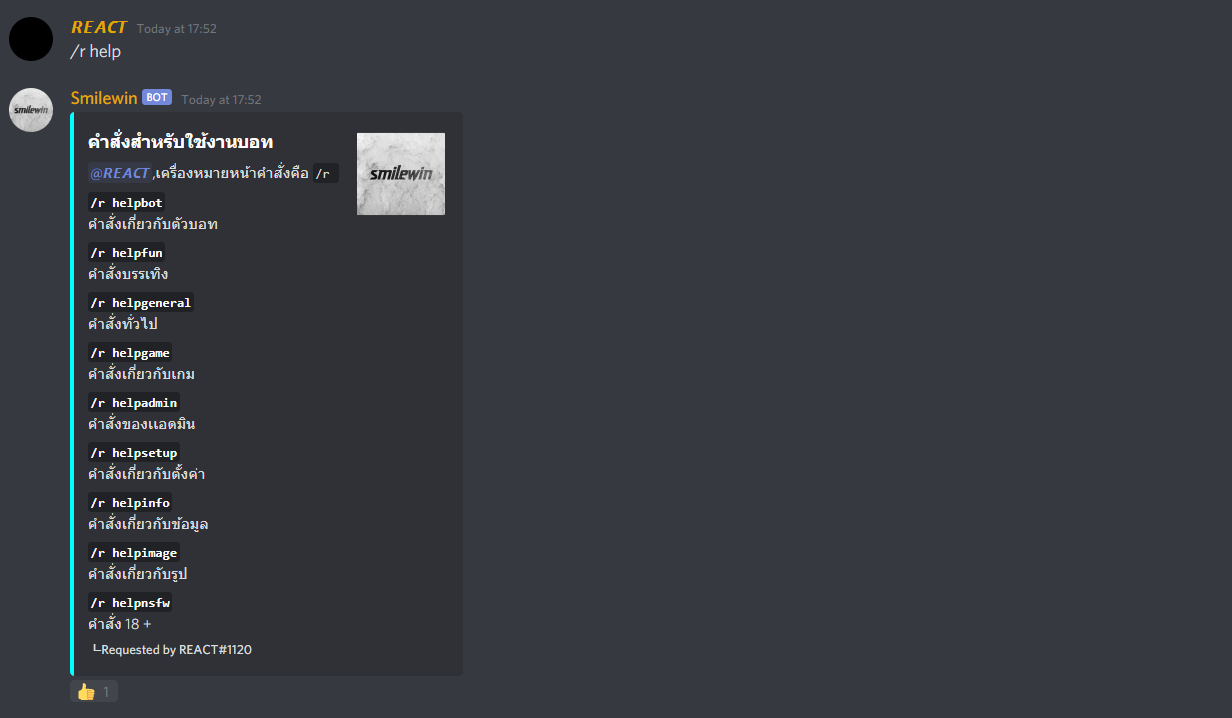 REACT Today at 17:52
/r help
smilewin
Smilewin BOT Today at 17:52
คำสั่งสำหรับใช้งานบอท
@REACT ,เครื่องหมายหน้าคำสั่งคือ /r
smilewin
/r helpbot
คำสั่งเกี่ยวกับตัวบอท
/r helpfun
คำสั่งบรรเทิง
/r helpgeneral
คำสั่งทั่วไป
/r helpgame
คำสั่งเกี่ยวกับเกม
/r helpadmin
คำสั่งของเเอดมิน
/r helpsetup
คำสั่งเกี่ยวกับตั้งค่า
/r helpinfo
คำสั่งเกี่ยวกับข้อมูล
/r helpimage
คำสั่งเกี่ยวกับรูป
/r helpnsfw
คำสั่ง 18 +
┗Requested by REACT#1120
👍 1